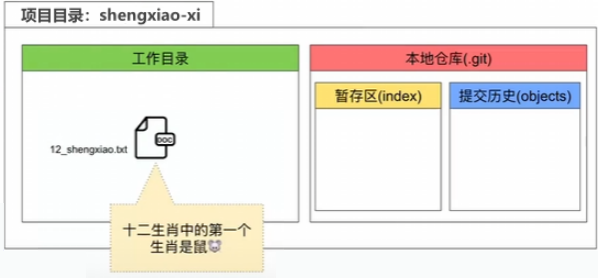 项目目录：shengxiao-xi
工作目录
本地仓库(.git)
暂存区(index)
提交历史(objects)
12_shengxiao.txt
DOC
十二生肖中的第一个
生肖是鼠🐭